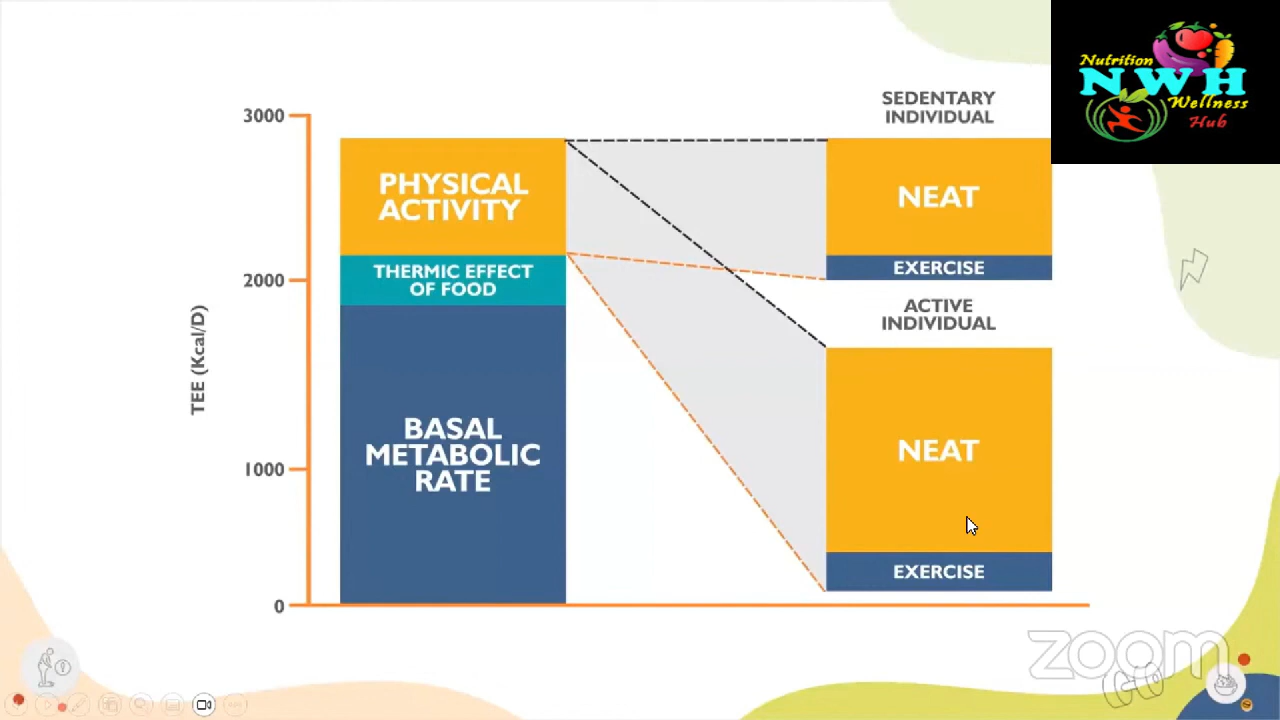 Nutrition
NWH
Wellness
Hub
SEDENTARY
INDIVIDUAL
3000
PHYSICAL
ACTIVITY
NEAT
THERMIC EFFECT
OF FOOD
EXERCISE
2000
ACTIVE
INDIVIDUAL
TEE (Kcal/D)
BASAL
METABOLIC
RATE
NEAT
1000
EXERCISE
0
zoom